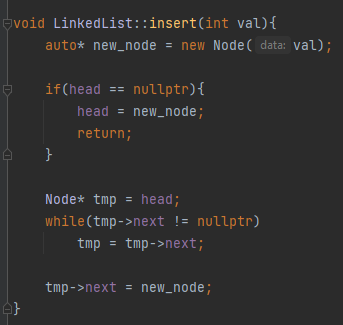 void LinkedList::insert(int val){
    auto* new_node = new Node( data: val);
    if(head == nullptr){
        head = new_node;
        return;
    }
    Node* tmp = head;
    while(tmp->next != nullptr)
        tmp = tmp->next;
    tmp->next = new_node;
}